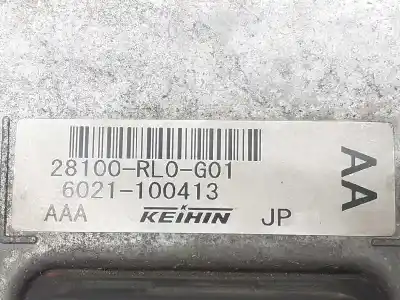 28100-RL0-G01
6021-100413
AAA KEIHIN JP
AA